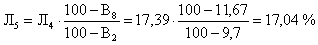 Л₅ = Л₄ · (100 – В₈)/(100 – В₂) = 17,39 · (100 – 11,67)/(100 – 9,7) = 17,04 %